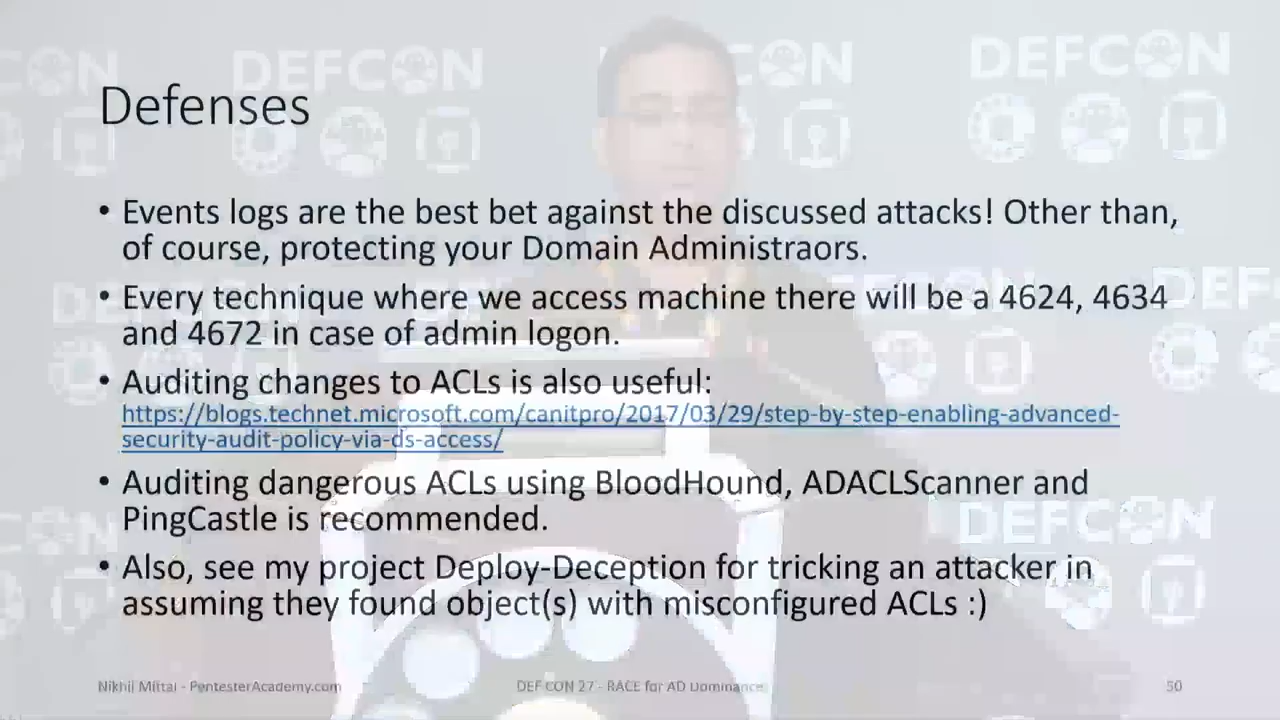 DEFCON
DEFCON
DEFCON
Defenses
• Events logs are the best bet against the discussed attacks! Other than,
of course, protecting your Domain Administraors.
• Every technique where we access machine there will be a 4624, 4634
and 4672 in case of admin logon.
• Auditing changes to ACLs is also useful:
https://blogs.technet.microsoft.com/canitpro/2017/03/29/step-by-step-enabling-advanced-
security-audit-policy-via-ds-access/
• Auditing dangerous ACLs using BloodHound, ADACLScanner and
PingCastle is recommended.
DEFCON
• Also, see my project Deploy-Deception for tricking an attacker in
assuming they found object(s) with misconfigured ACLs :)
Nikhil Mittal - PentesterAcademy.com
DEF CON 27 - RACE for AD Dominance
50